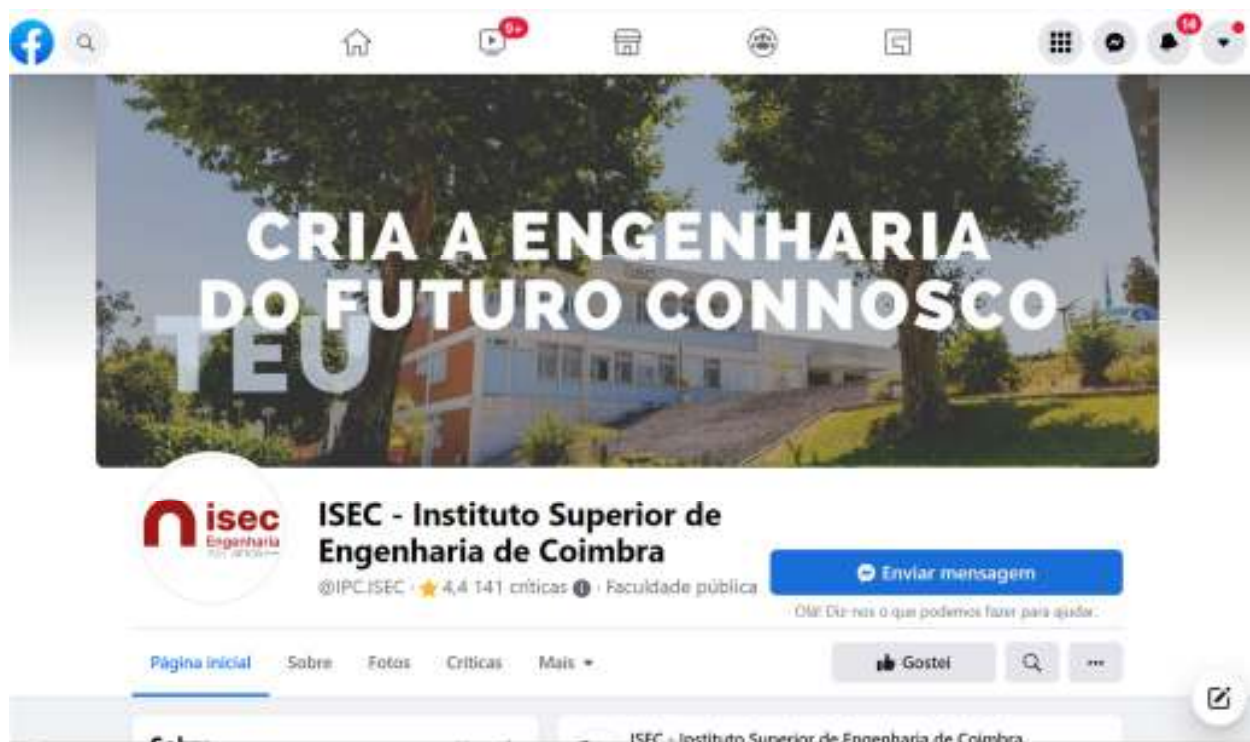 9+
14
CRIA A ENGENHARIA
DO FUTURO CONNOSCO
TEU
isec
Engenharia
ISEC - Instituto Superior de
Engenharia de Coimbra
@IPC.ISEC · 4,4 141 críticas · Faculdade pública
Enviar mensagem
Olá! Diz-nos o que podemos fazer para ajudar.
Página inicial
Sobre
Fotos
Críticas
Mais
Gostei
ISEC - Instituto Superior de Engenharia de Coimbra